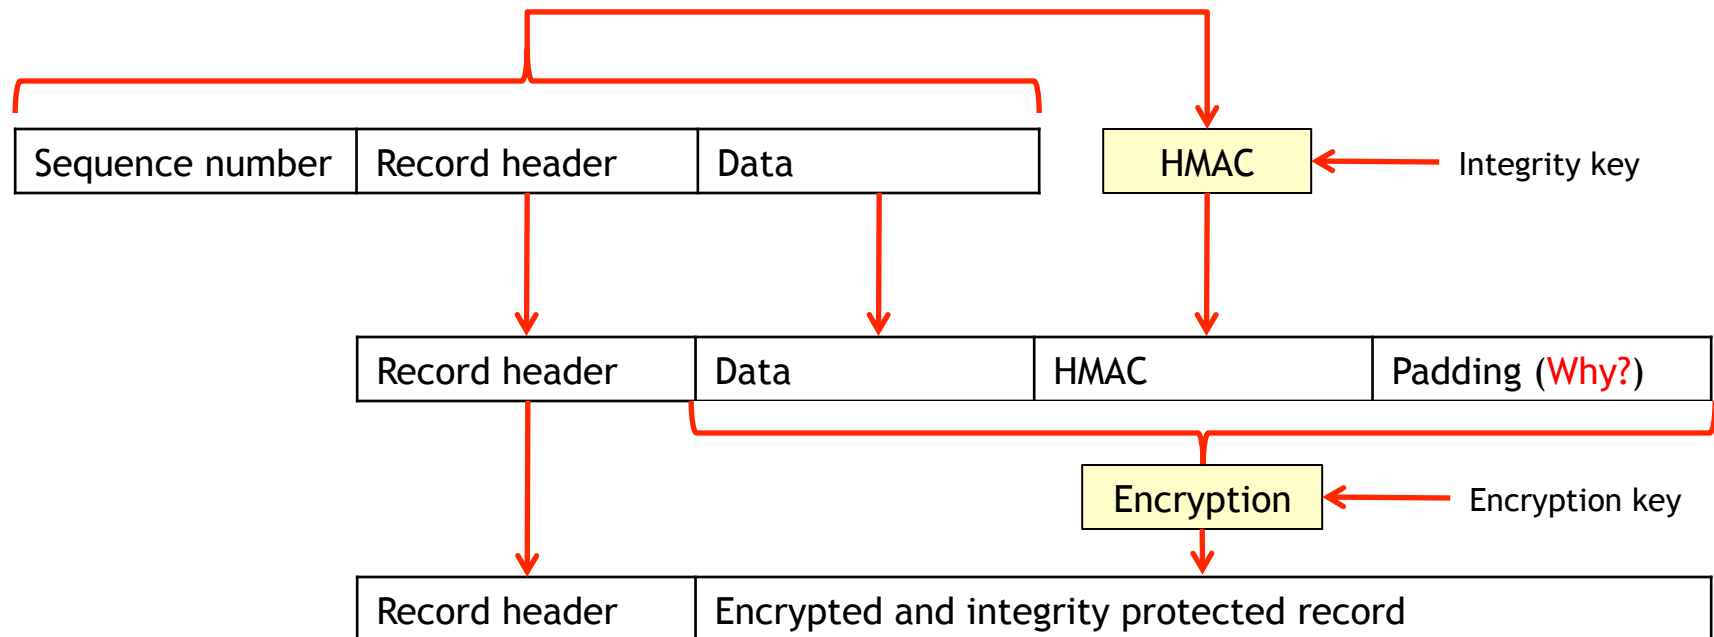 Sequence number Record header Data HMAC Integrity key
Record header Data HMAC Padding (Why?)
Encryption Encryption key
Record header Encrypted and integrity protected record